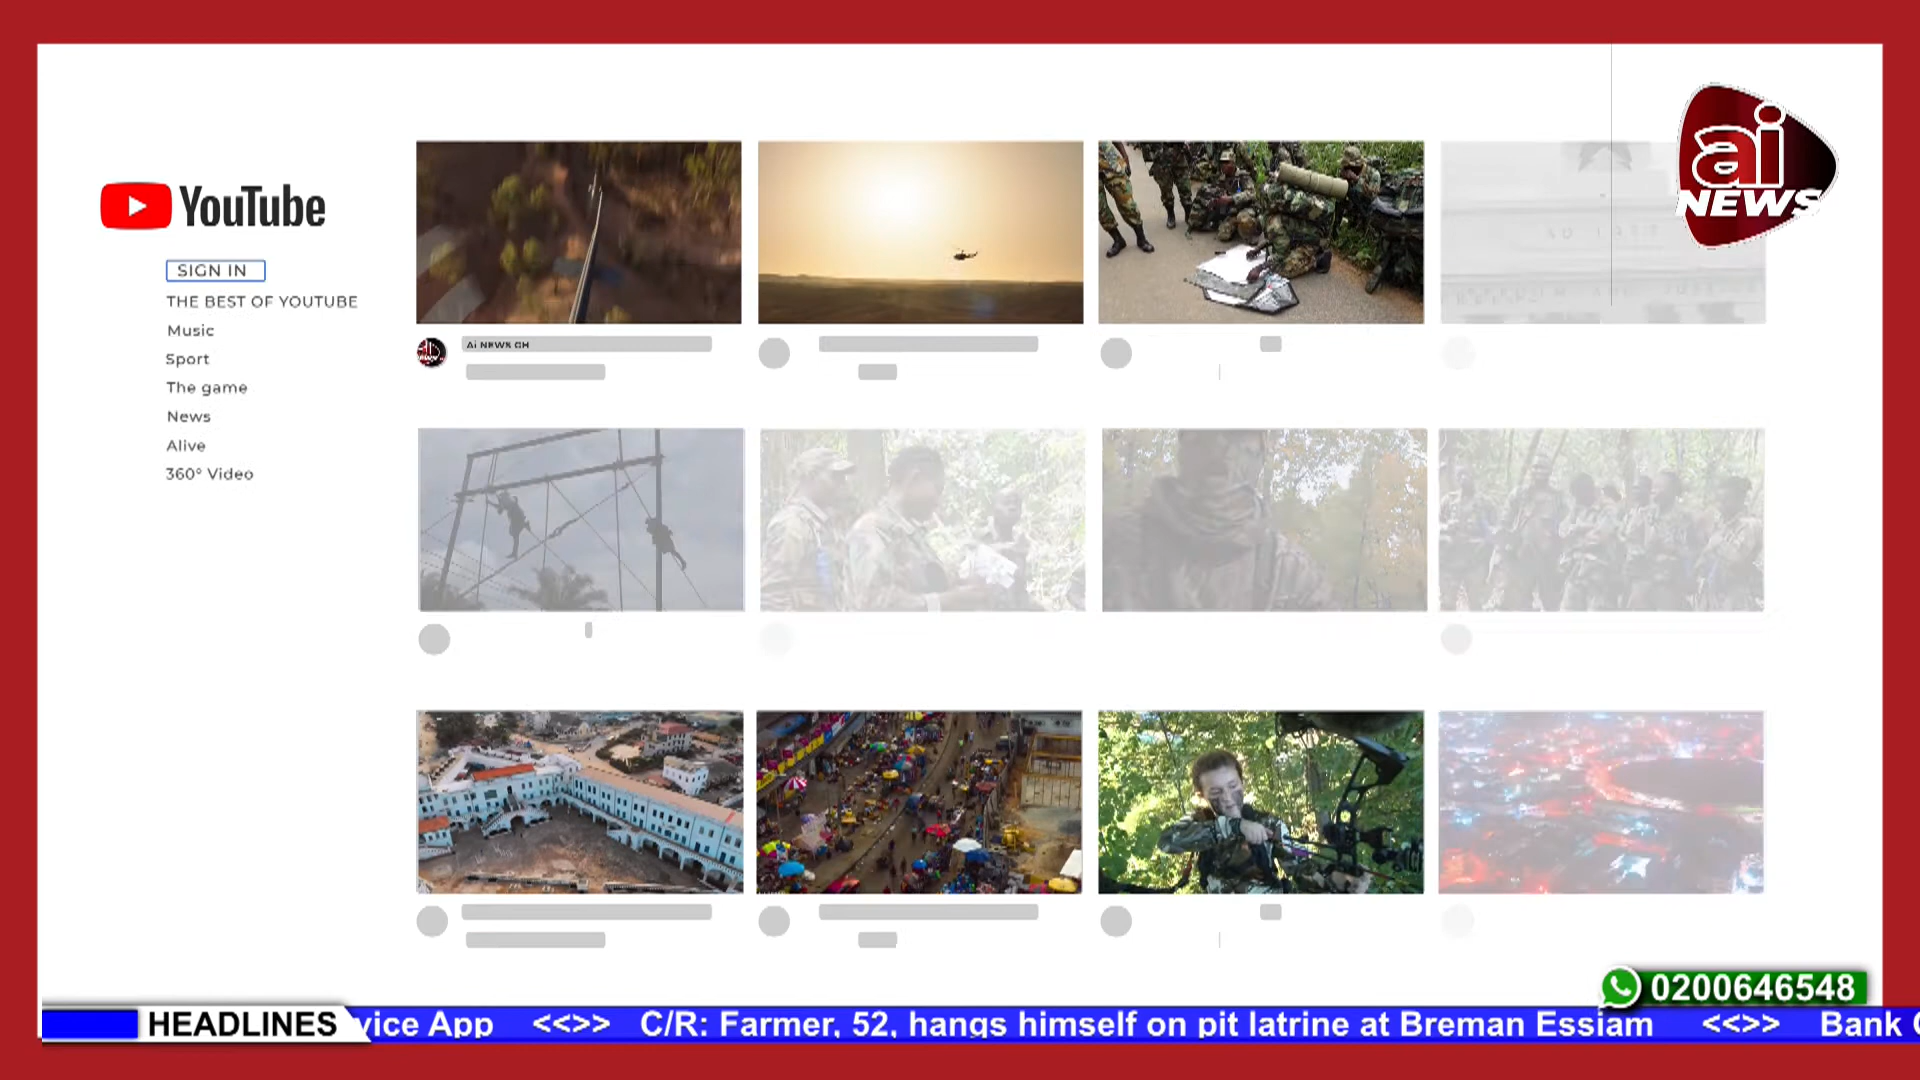 ai
NEWS
YouTube
SIGN IN
THE BEST OF YOUTUBE
Music
Sport
The game
News
Alive
360° Video
Ai NEWS GH
0200646548
HEADLINES
vice App <<>> C/R: Farmer, 52, hangs himself on pit latrine at Breman Essiam <<>> Bank